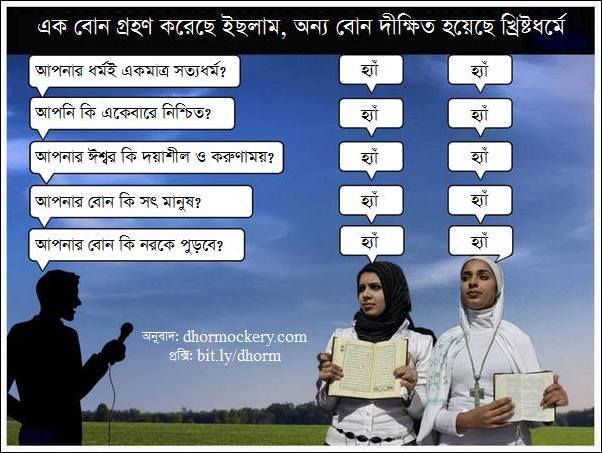 এক বোন গ্রহণ করেছে ইছলাম, অন্য বোন দীক্ষিত হয়েছে খ্রিষ্টধর্মে
আপনার ধর্মই একমাত্র সত্যধর্ম? হ্যাঁ হ্যাঁ
আপনি কি একেবারে নিশ্চিত? হ্যাঁ হ্যাঁ
আপনার ঈশ্বর কি দয়াশীল ও করুণাময়? হ্যাঁ হ্যাঁ
আপনার বোন কি সৎ মানুষ? হ্যাঁ হ্যাঁ
আপনার বোন কি নরকে পুড়বে? হ্যাঁ হ্যাঁ
অনুবাদ: dhormockery.com
প্রক্সি: bit.ly/dhorm